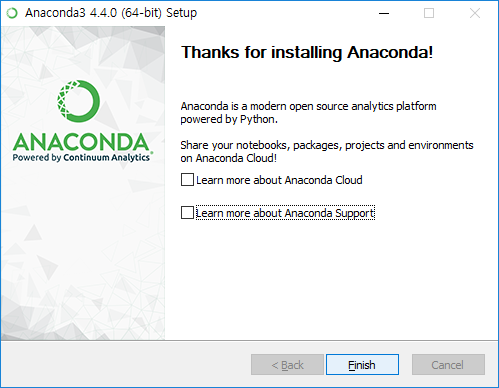 Anaconda3 4.4.0 (64-bit) Setup
Thanks for installing Anaconda!
Anaconda is a modern open source analytics platform
powered by Python.
Share your notebooks, packages, projects and environments
on Anaconda Cloud!
Learn more about Anaconda Cloud
Learn more about Anaconda Support
ANACONDA
Powered by Continuum Analytics
< Back
Finish
Cancel